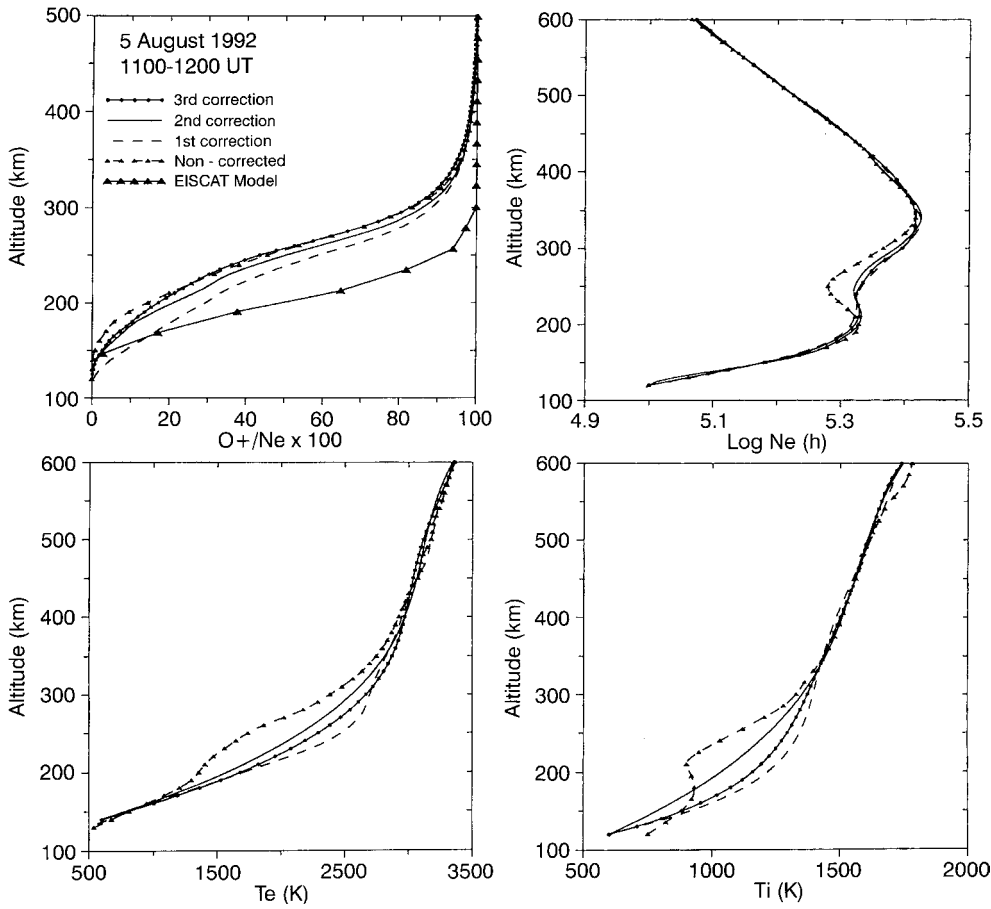 5 August 1992
1100-1200 UT
3rd correction
2nd correction
1st correction
Non - corrected
EISCAT Model
Altitude (km)
500
400
300
200
100
0
20
40
60
80
100
O+/Ne x 100
Altitude (km)
600
500
400
300
200
100
4.9
5.1
5.3
5.5
Log Ne (h)
Altitude (km)
600
500
400
300
200
100
500
1500
2500
3500
Te (K)
Altitude (km)
600
500
400
300
200
100
500
1000
1500
2000
Ti (K)